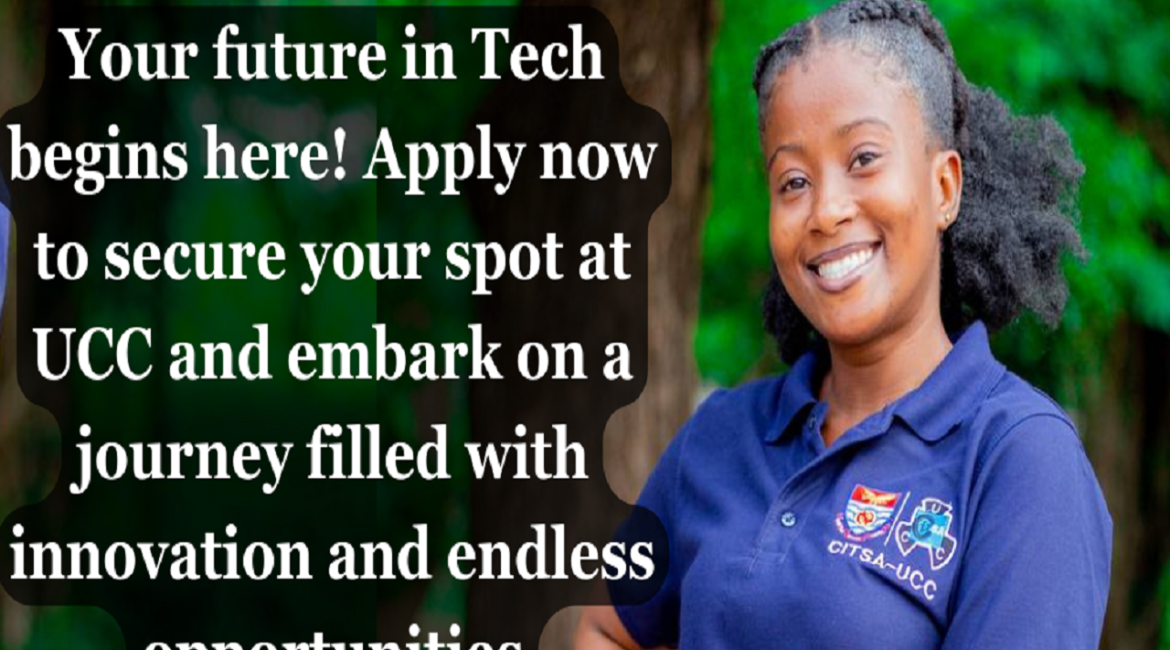 Your future in Tech
begins here! Apply now
to secure your spot at
UCC and embark on a
journey filled with
innovation and endless
opportunities
CITSA-UCC